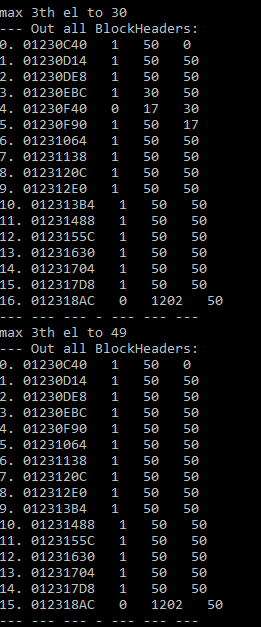 max 3th el to 30
--- Out all BlockHeaders:
0. 01230C40 1 50 0
1. 01230D14 1 50 50
2. 01230DE8 1 50 50
3. 01230EBC 1 30 50
4. 01230F40 0 17 30
5. 01230F90 1 50 17
6. 01231064 1 50 50
7. 01231138 1 50 50
8. 0123120C 1 50 50
9. 012312E0 1 50 50
10. 012313B4 1 50 50
11. 01231488 1 50 50
12. 0123155C 1 50 50
13. 01231630 1 50 50
14. 01231704 1 50 50
15. 012317D8 1 50 50
16. 012318AC 0 1202 50
--- --- --- - --- --- ---
max 3th el to 49
--- Out all BlockHeaders:
0. 01230C40 1 50 0
1. 01230D14 1 50 50
2. 01230DE8 1 50 50
3. 01230EBC 1 50 50
4. 01230F90 1 50 50
5. 01231064 1 50 50
6. 01231138 1 50 50
7. 0123120C 1 50 50
8. 012312E0 1 50 50
9. 012313B4 1 50 50
10. 01231488 1 50 50
11. 0123155C 1 50 50
12. 01231630 1 50 50
13. 01231704 1 50 50
14. 012317D8 1 50 50
15. 012318AC 0 1202 50
--- --- --- - --- --- ---